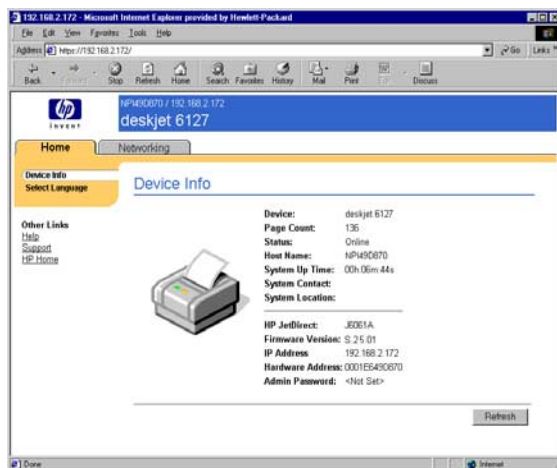 192.168.2.172 - Microsoft Internet Explorer provided by Hewlett-Packard
File Edit View Favorites Tools Help
Address https://192.168.2.172/ Go Links
Back Forward Stop Refresh Home Search Favorites History Mail Print Edit Discuss
hp
invent
NPI49D870 / 192.168.2.172
deskjet 6127
Home Networking
Device Info
Select Language
Other Links
Help
Support
HP Home
Device Info
Device: deskjet 6127
Page Count: 136
Status: Online
Host Name: NPI49D870
System Up Time: 00h:06m:44s
System Contact:
System Location:
HP JetDirect: J6061A
Firmware Version: S.25.01
IP Address 192.168.2.172
Hardware Address: 0001E649D870
Admin Password: <Not Set>
Refresh
Done Internet